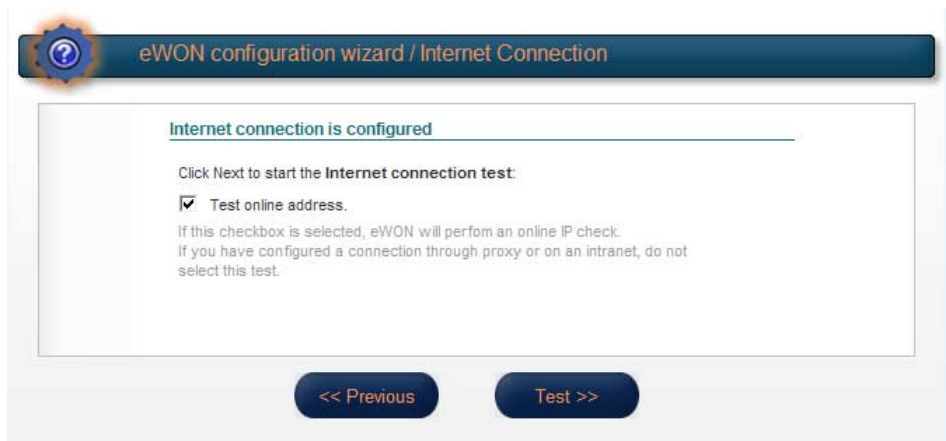 eWON configuration wizard / Internet Connection
Internet connection is configured
Click Next to start the Internet connection test:
Test online address.
If this checkbox is selected, eWON will perfom an online IP check.
If you have configured a connection through proxy or on an intranet, do not
select this test.
<< Previous
Test >>